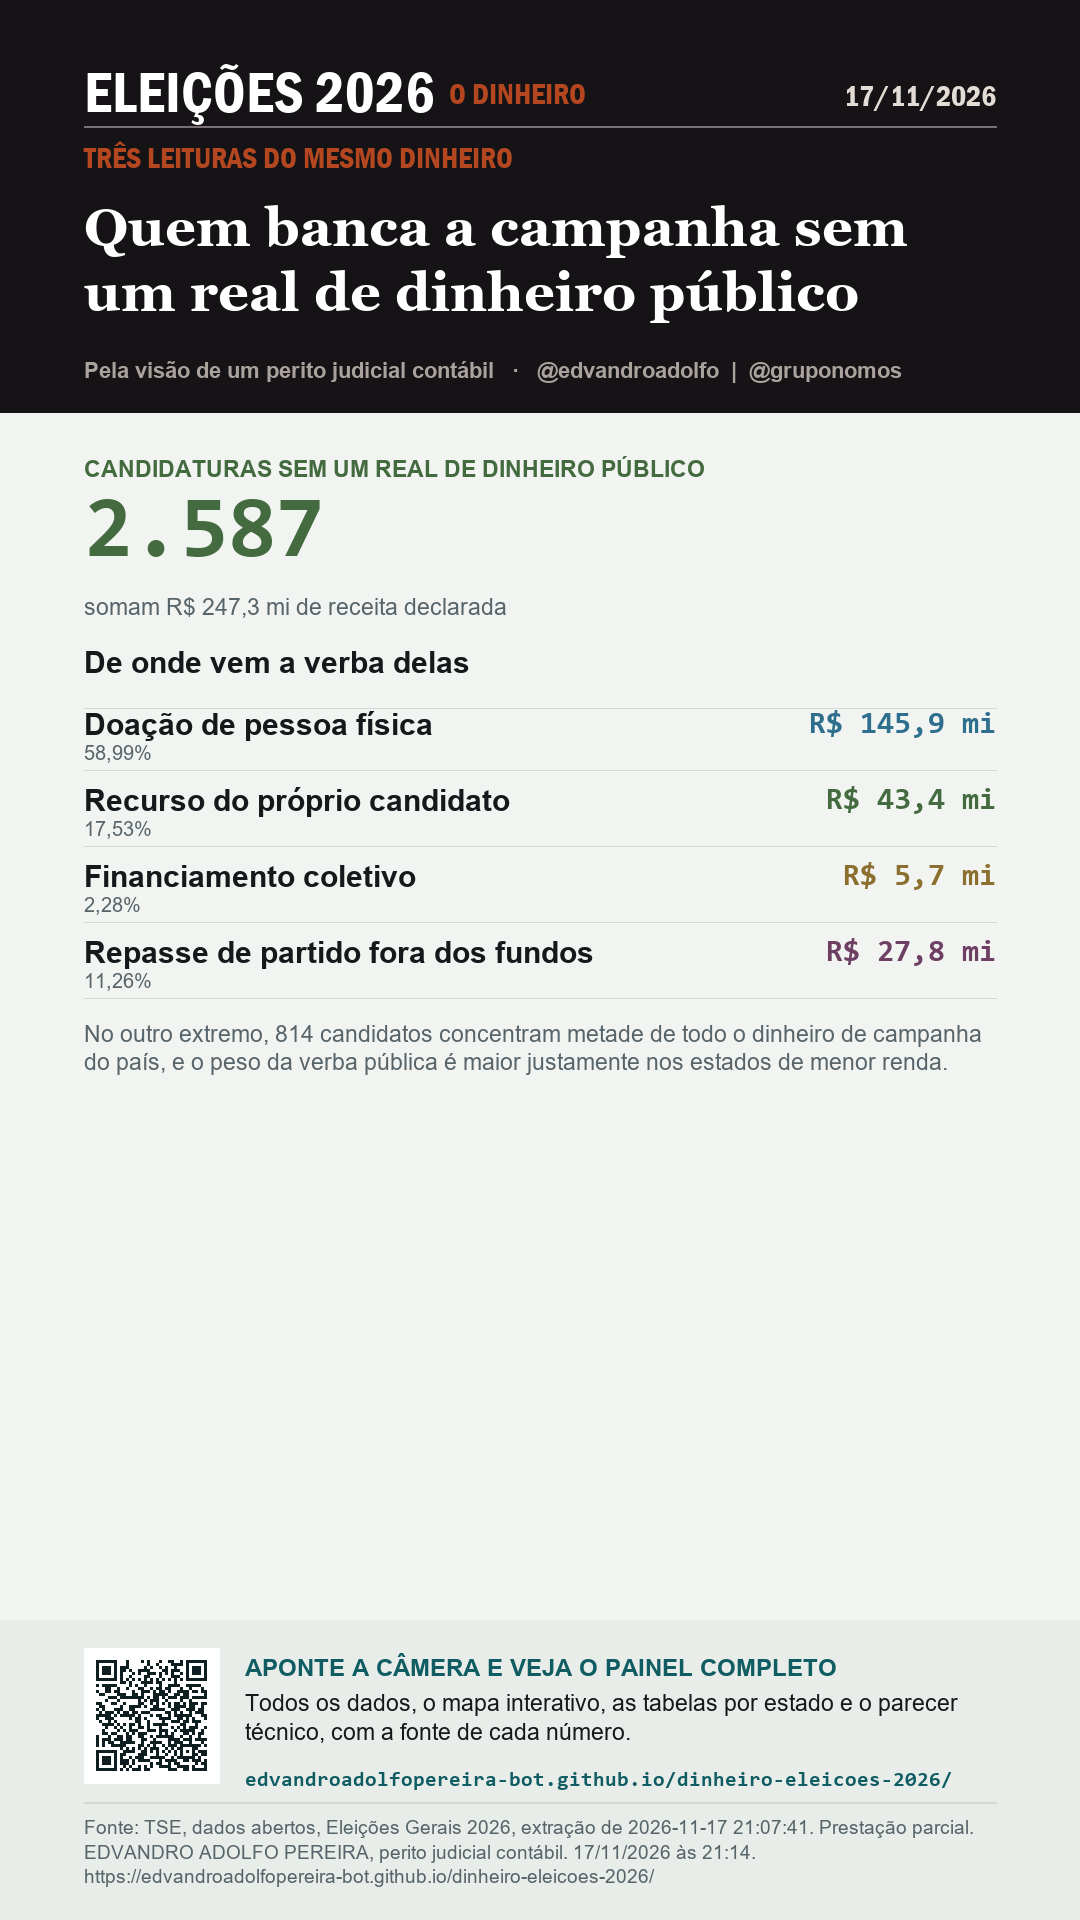 ELEIÇÕES 2026 O DINHEIRO 17/11/2026
TRÊS LEITURAS DO MESMO DINHEIRO
Quem banca a campanha sem
um real de dinheiro público
Pela visão de um perito judicial contábil · @edvandroadolfo | @gruponomos
CANDIDATURAS SEM UM REAL DE DINHEIRO PÚBLICO
2.587
somam R$ 247,3 mi de receita declarada
De onde vem a verba delas
Doação de pessoa física R$ 145,9 mi
58,99%
Recurso do próprio candidato R$ 43,4 mi
17,53%
Financiamento coletivo R$ 5,7 mi
2,28%
Repasse de partido fora dos fundos R$ 27,8 mi
11,26%
No outro extremo, 814 candidatos concentram metade de todo o dinheiro de campanha
do país, e o peso da verba pública é maior justamente nos estados de menor renda.
APONTE A CÂMERA E VEJA O PAINEL COMPLETO
Todos os dados, o mapa interativo, as tabelas por estado e o parecer
técnico, com a fonte de cada número.
edvandroadolfopereira-bot.github.io/dinheiro-eleicoes-2026/
Fonte: TSE, dados abertos, Eleições Gerais 2026, extração de 2026-11-17 21:07:41. Prestação parcial.
EDVANDRO ADOLFO PEREIRA, perito judicial contábil. 17/11/2026 às 21:14.
https://edvandroadolfopereira-bot.github.io/dinheiro-eleicoes-2026/